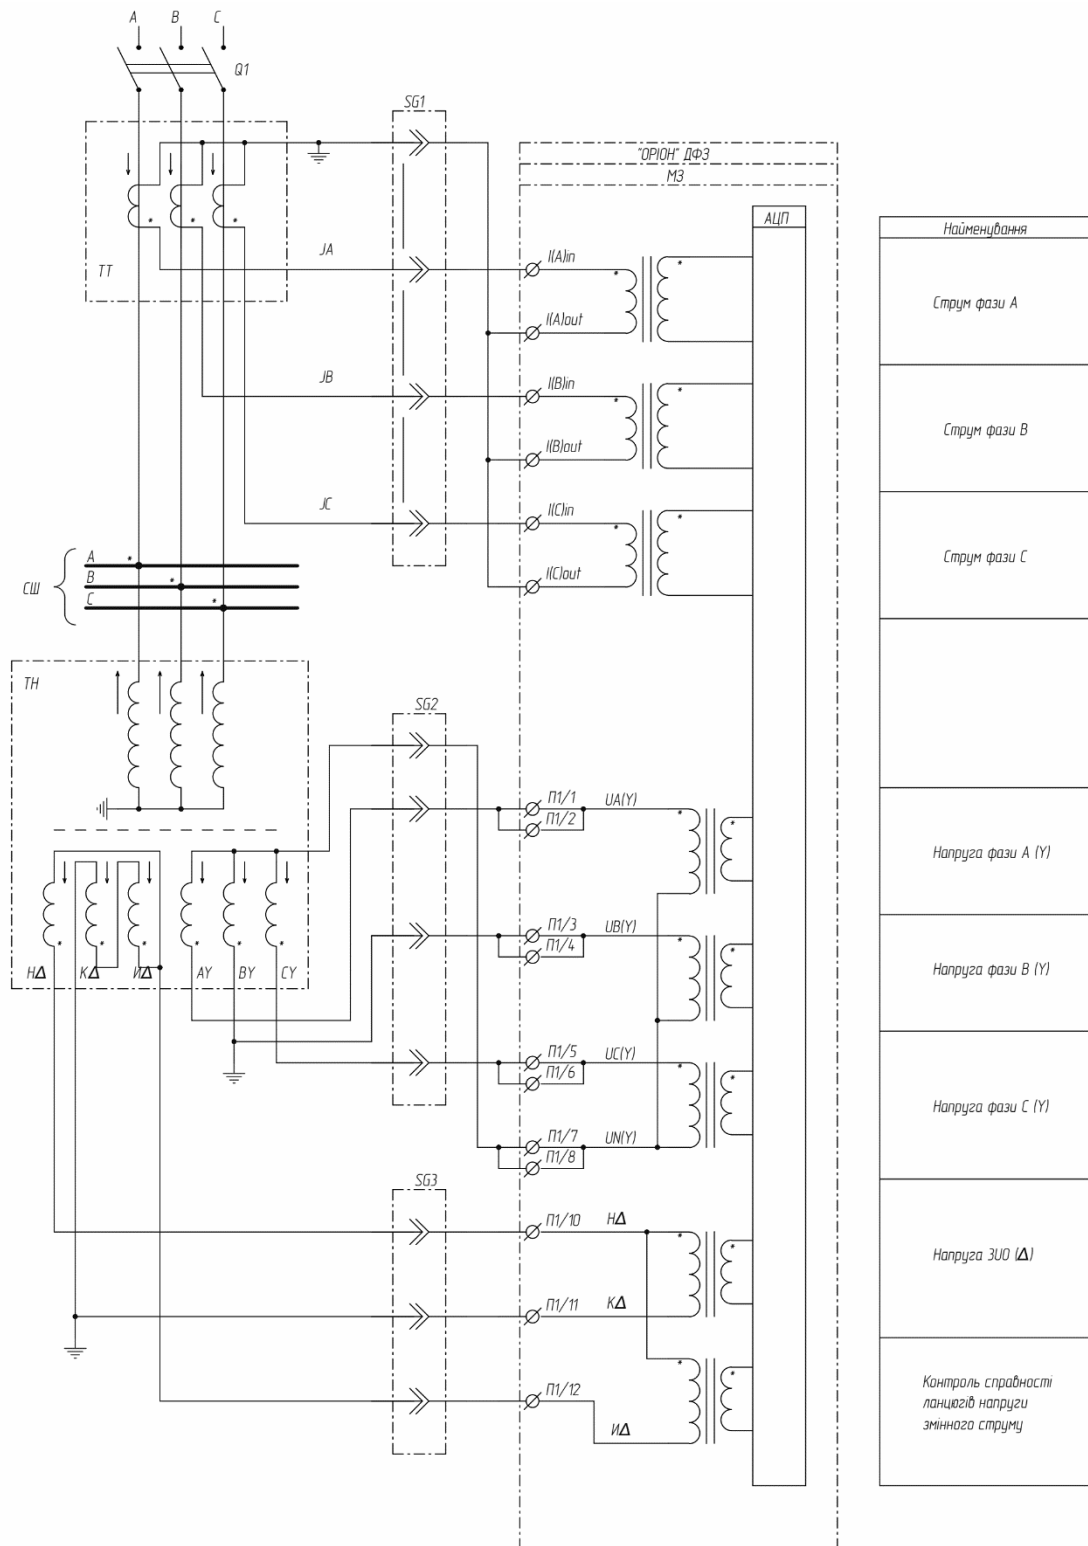 A B C
Q1
SG1
"ОРІОН" ДФЗ
МЗ
АЦП
Найменування
ТТ
JA
I(A)in
I(A)out
Струм фази А
JB
I(B)in
I(B)out
Струм фази В
JC
I(C)in
I(C)out
Струм фази С
СШ
A
B
C
ТН
SG2
П1/1 UA(Y)
П1/2
Напруга фази А (Y)
П1/3 UB(Y)
П1/4
Напруга фази В (Y)
НΔ КΔ ИΔ AY BY CY
П1/5 UC(Y)
П1/6
Напруга фази С (Y)
П1/7 UN(Y)
П1/8
SG3
П1/10 НΔ
Напруга 3U0 (Δ)
П1/11 КΔ
П1/12
ИΔ
Контроль справності
ланцюгів напруги
змінного струму